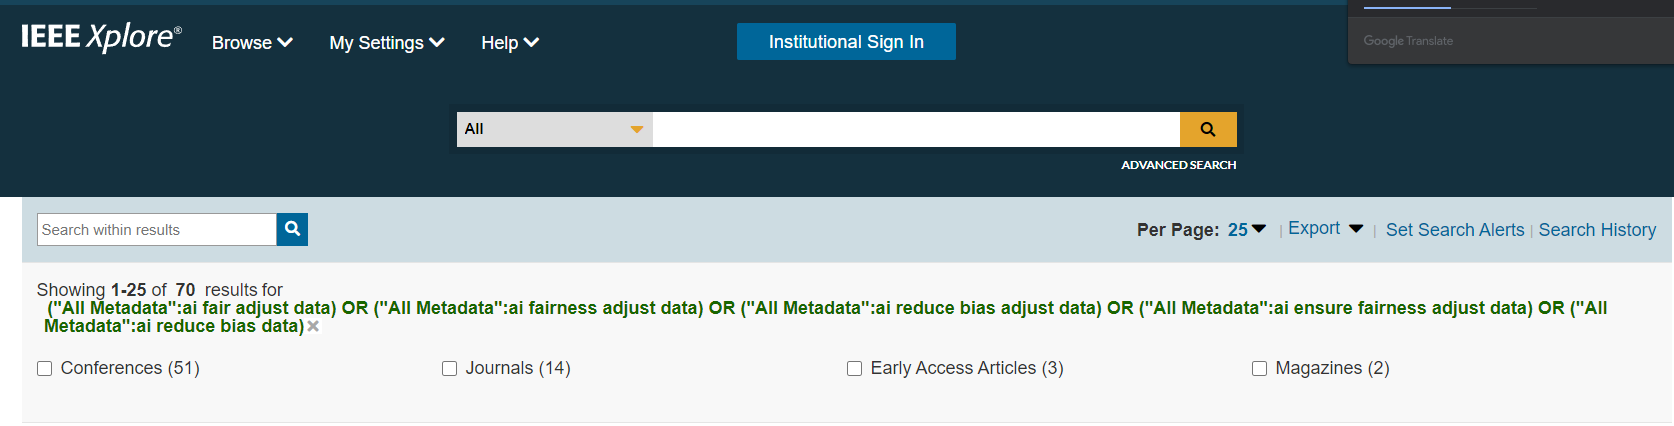 IEEE Xplore®
Browse
My Settings
Help
Institutional Sign In
Google Translate
All
ADVANCED SEARCH
Search within results
Per Page: 25 | Export | Set Search Alerts | Search History
Showing 1-25 of 70 results for
("All Metadata":ai fair adjust data) OR ("All Metadata":ai fairness adjust data) OR ("All Metadata":ai reduce bias adjust data) OR ("All Metadata":ai ensure fairness adjust data) OR ("All
Metadata":ai reduce bias data)
Conferences (51)
Journals (14)
Early Access Articles (3)
Magazines (2)